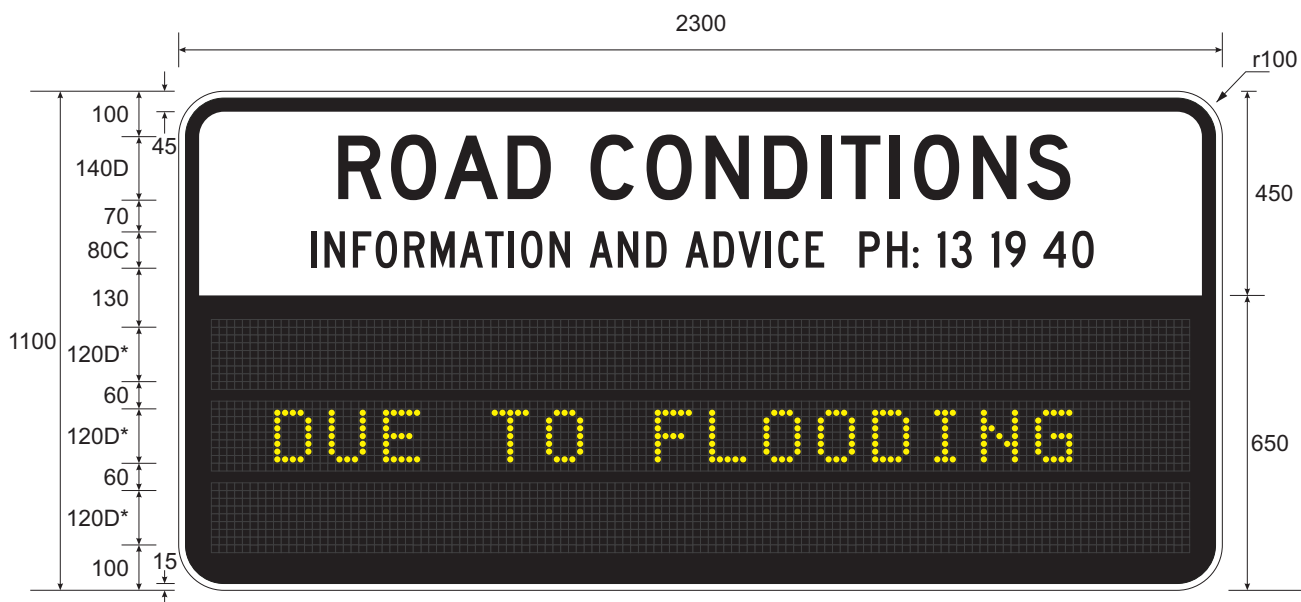 2300
r100
100
45
140D
70
80C
130
1100
120D*
60
120D*
60
120D*
15
100
450
650
ROAD CONDITIONS
INFORMATION AND ADVICE PH: 13 19 40
DUE TO FLOODING